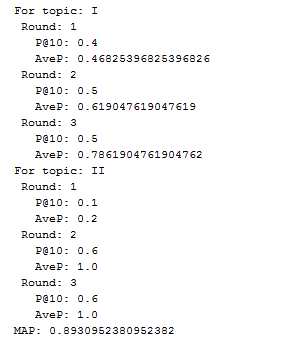 For topic: I
Round: 1
P@10: 0.4
AveP: 0.46825396825396826
Round: 2
P@10: 0.5
AveP: 0.619047619047619
Round: 3
P@10: 0.5
AveP: 0.7861904761904762
For topic: II
Round: 1
P@10: 0.1
AveP: 0.2
Round: 2
P@10: 0.6
AveP: 1.0
Round: 3
P@10: 0.6
AveP: 1.0
MAP: 0.8930952380952382